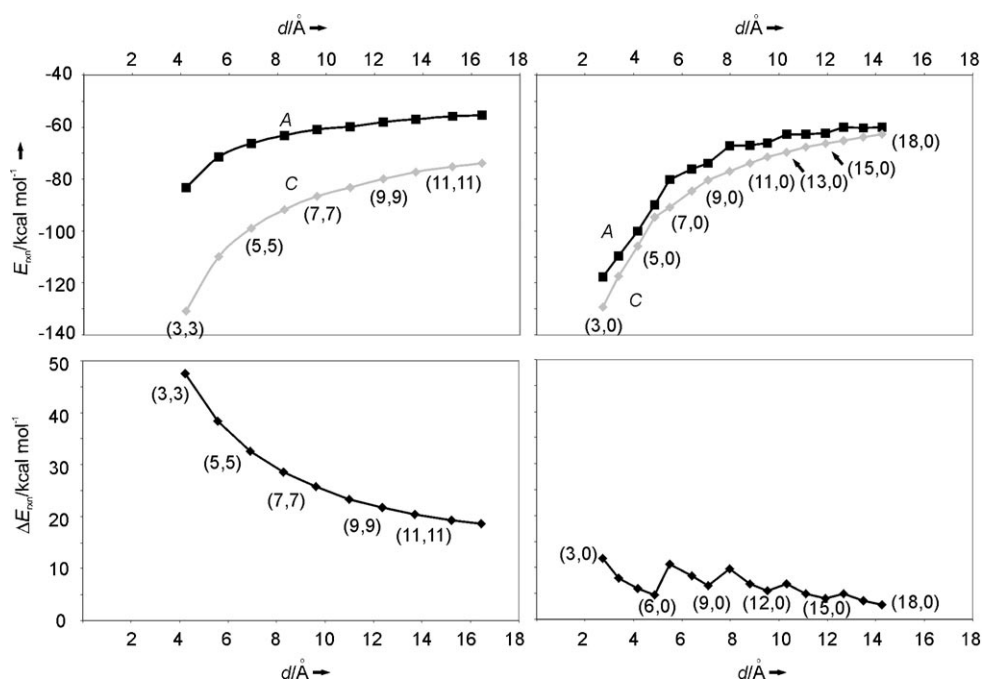 d/Å
2 4 6 8 10 12 14 16 18
-40
-60
-80
-100
-120
-140
E rxn/kcal mol-1
A
C
(3,3)
(5,5)
(7,7)
(9,9)
(11,11)
d/Å
2 4 6 8 10 12 14 16 18
A
C
(3,0)
(5,0)
(7,0)
(9,0)
(11,0)
(13,0)
(15,0)
(18,0)
50
40
30
20
10
0
ΔE rxn/kcal mol-1
(3,3)
(5,5)
(7,7)
(9,9)
(11,11)
0 2 4 6 8 10 12 14 16 18
d/Å
(3,0)
(6,0)
(9,0)
(12,0)
(15,0)
(18,0)
0 2 4 6 8 10 12 14 16 18
d/Å